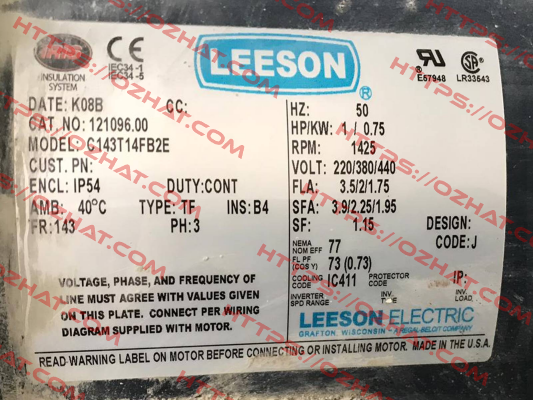 IRIS
INSULATION
SYSTEM
CE
IEC34-1
IEC34-5
LEESON
®
E57948
LR33543
DATE: K08B CC:
CAT. NO: 121096.00
MODEL: C143T14FB2E
CUST. PN:
ENCL: IP54 DUTY: CONT
AMB: 40°C TYPE: TF INS: B4
FR: 143 PH: 3
VOLTAGE, PHASE, AND FREQUENCY OF
LINE MUST AGREE WITH VALUES GIVEN
ON THIS PLATE. CONNECT PER WIRING
DIAGRAM SUPPLIED WITH MOTOR.
HZ: 50
HP/KW: 1 / 0.75
RPM: 1425
VOLT: 220/380/440
FLA: 3.5/2/1.75
SFA: 3.9/2.25/1.95
SF: 1.15 DESIGN:
NEMA NOM EFF 77 CODE: J
FL PF (COS Y) 73 (0.73)
COOLING CODE IC411 PROTECTOR CODE IP:
INVERTER SPD RANGE INV. INV. LOAD
LEESON ELECTRIC
GRAFTON, WISCONSIN - A REGAL BELOIT COMPANY
READ WARNING LABEL ON MOTOR BEFORE CONNECTING OR INSTALLING MOTOR. MADE IN THE U.S.A.
HTTPS://OZHAT.COM